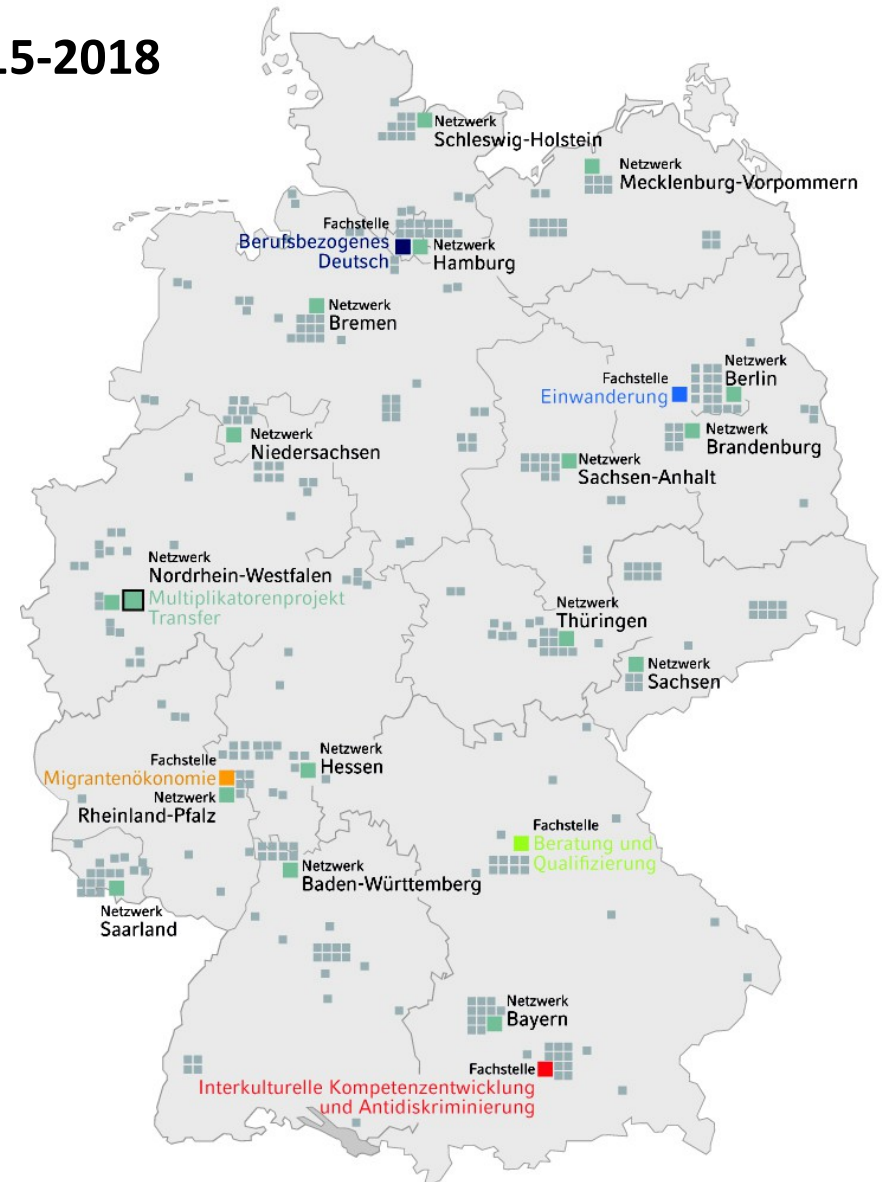 15-2018
Netzwerk
Schleswig-Holstein
Netzwerk
Mecklenburg-Vorpommern
Fachstelle
Berufsbezogenes
Deutsch
Netzwerk
Hamburg
Netzwerk
Bremen
Netzwerk
Berlin
Fachstelle
Einwanderung
Netzwerk
Brandenburg
Netzwerk
Niedersachsen
Netzwerk
Sachsen-Anhalt
Netzwerk
Nordrhein-Westfalen
Multiplikatorenprojekt
Transfer
Netzwerk
Thüringen
Netzwerk
Sachsen
Netzwerk
Hessen
Fachstelle
Migrantenökonomie
Netzwerk
Rheinland-Pfalz
Fachstelle
Beratung und
Qualifizierung
Netzwerk
Baden-Württemberg
Netzwerk
Saarland
Netzwerk
Bayern
Fachstelle
Interkulturelle Kompetenzentwicklung
und Antidiskriminierung